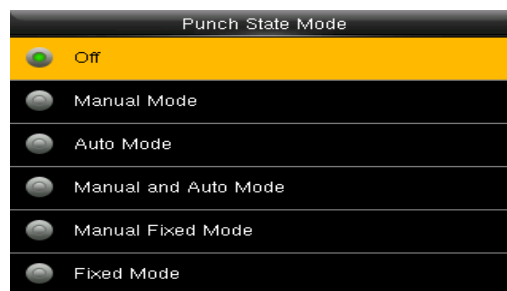 Punch State Mode
Off
Manual Mode
Auto Mode
Manual and Auto Mode
Manual Fixed Mode
Fixed Mode